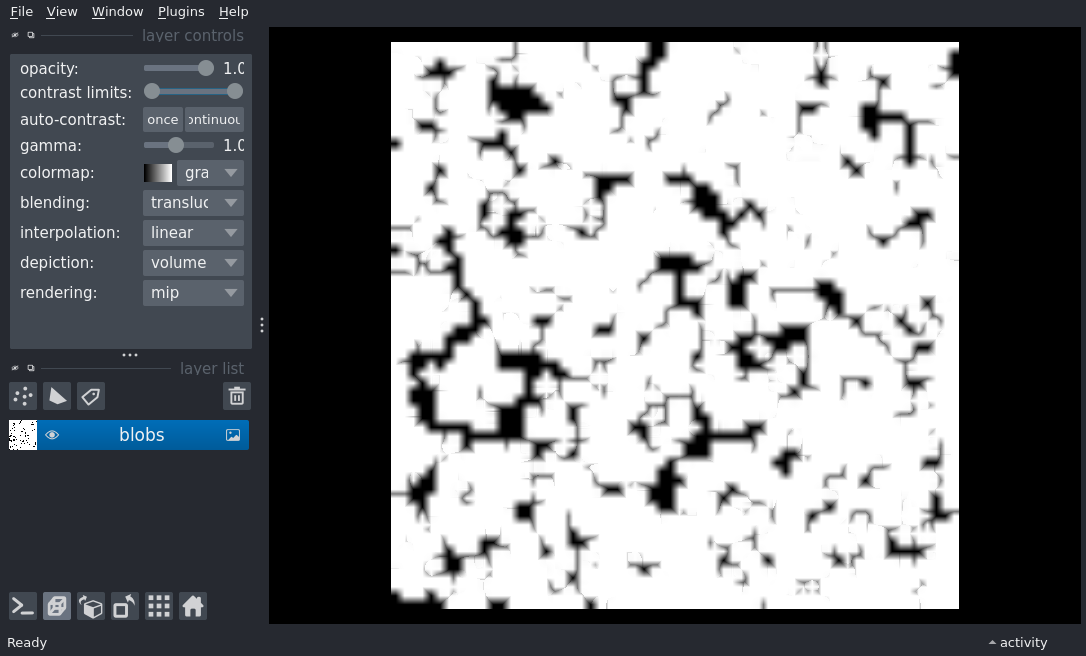 File View Window Plugins Help
layer controls
opacity: 1.0
contrast limits:
auto-contrast: once ontinuou
gamma: 1.0
colormap: gra
blending: transluc
interpolation: linear
depiction: volume
rendering: mip
layer list
blobs
Ready activity